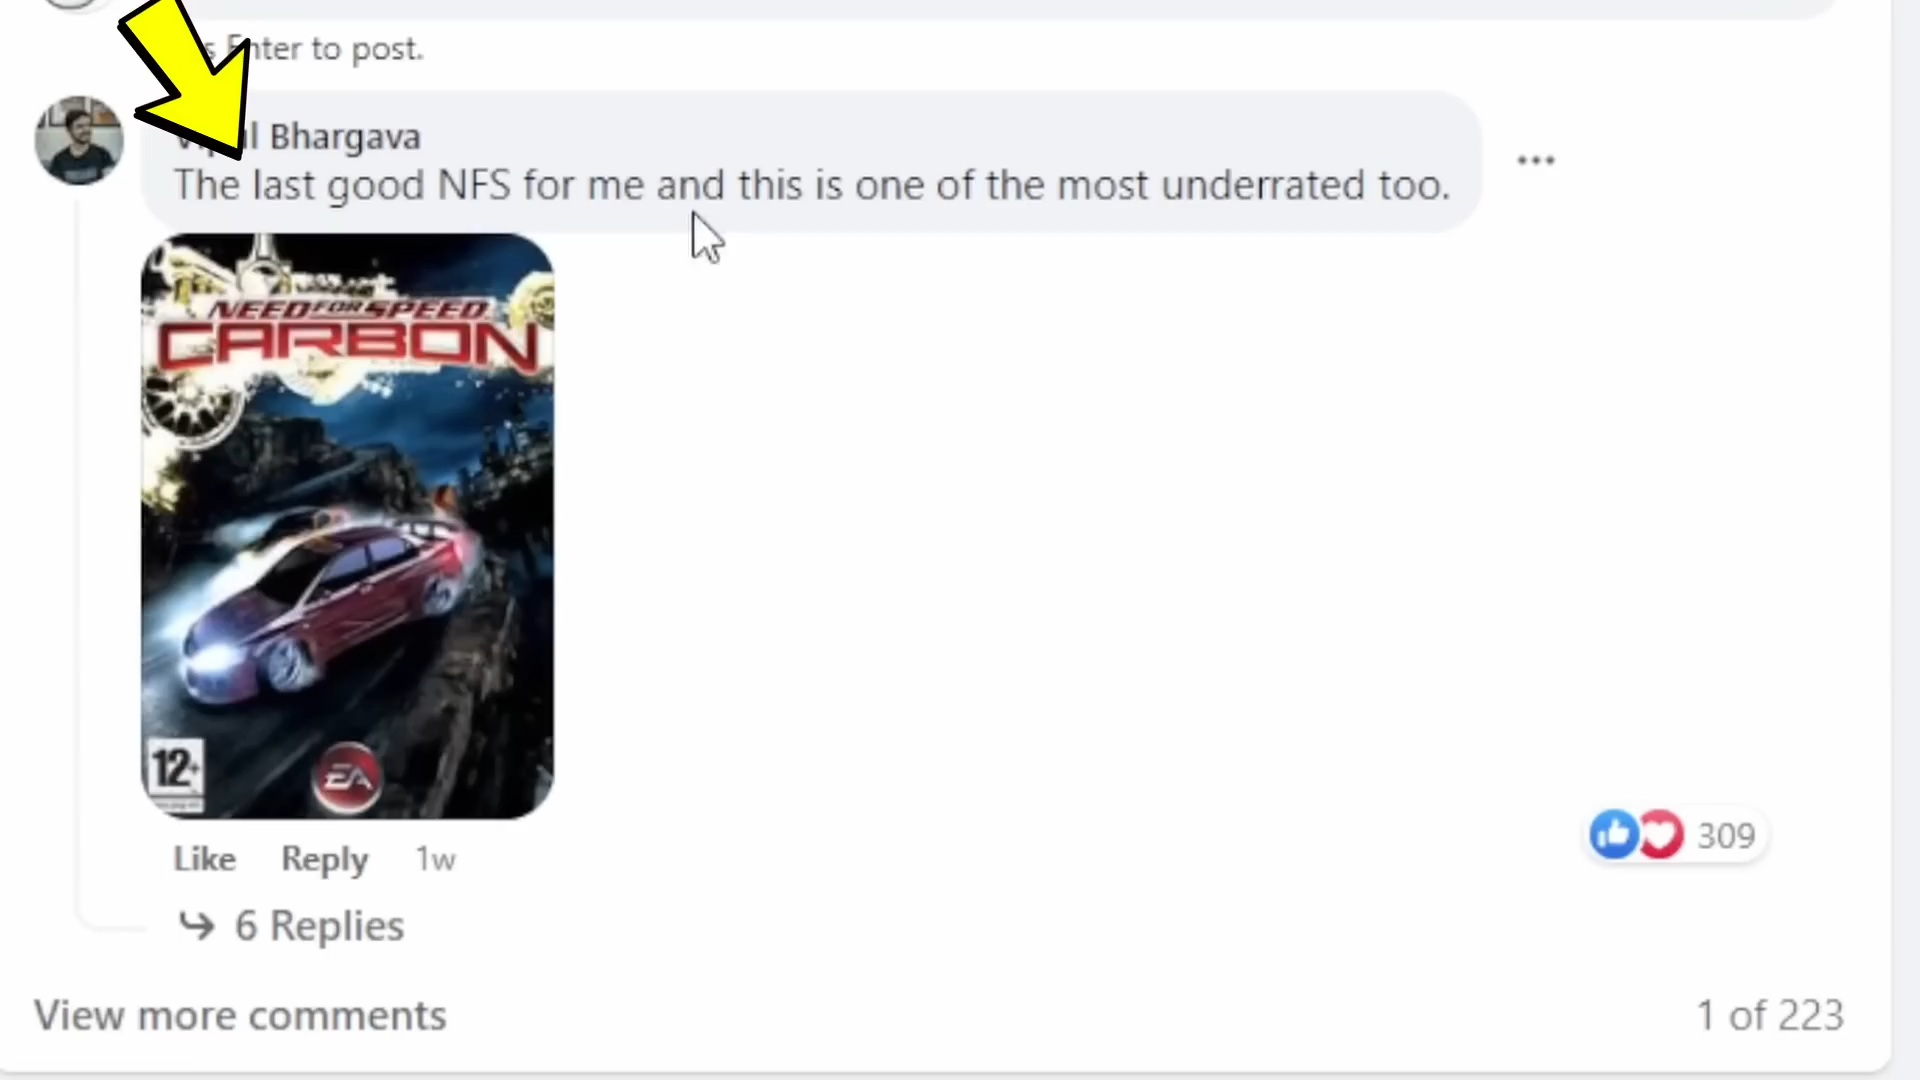 Enter to post.
Bhargava
The last good NFS for me and this is one of the most underrated too.
NEED FOR SPEED
CARBON
12+
EA
Like Reply 1w
309
6 Replies
View more comments 1 of 223